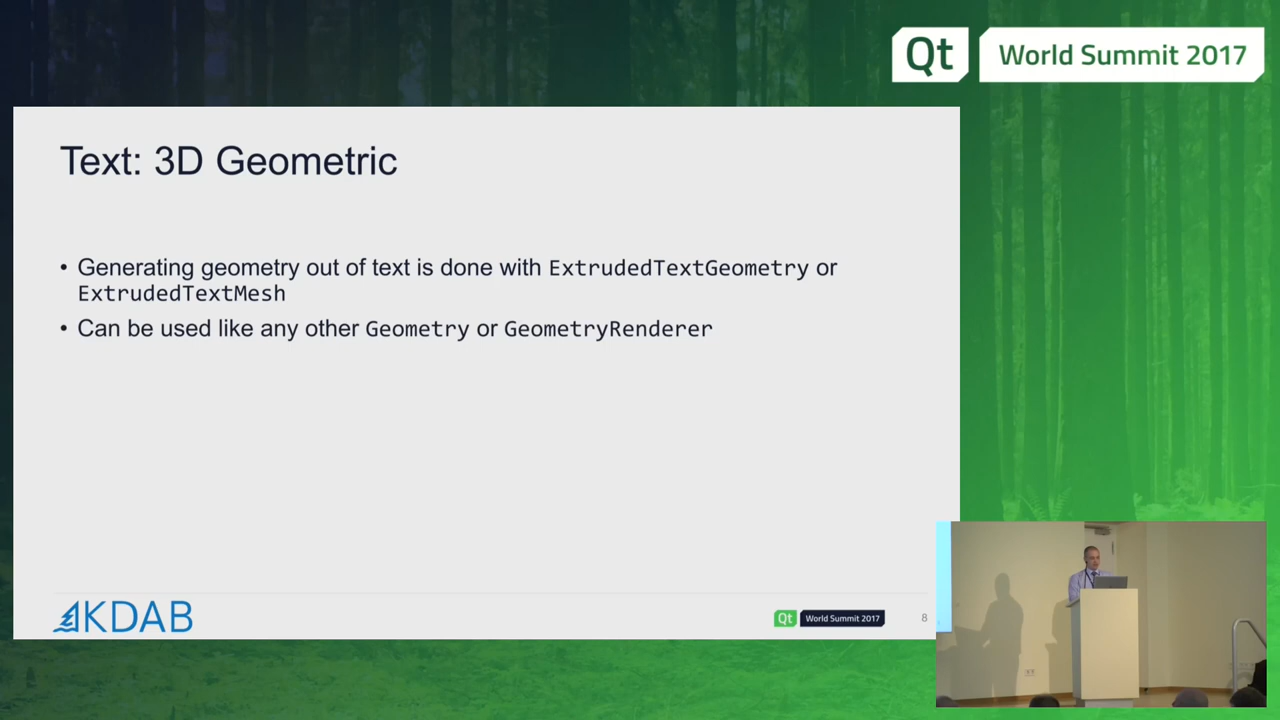 Qt World Summit 2017
Text: 3D Geometric
• Generating geometry out of text is done with ExtrudedTextGeometry or
ExtrudedTextMesh
• Can be used like any other Geometry or GeometryRenderer
KDAB
Qt World Summit 2017
8